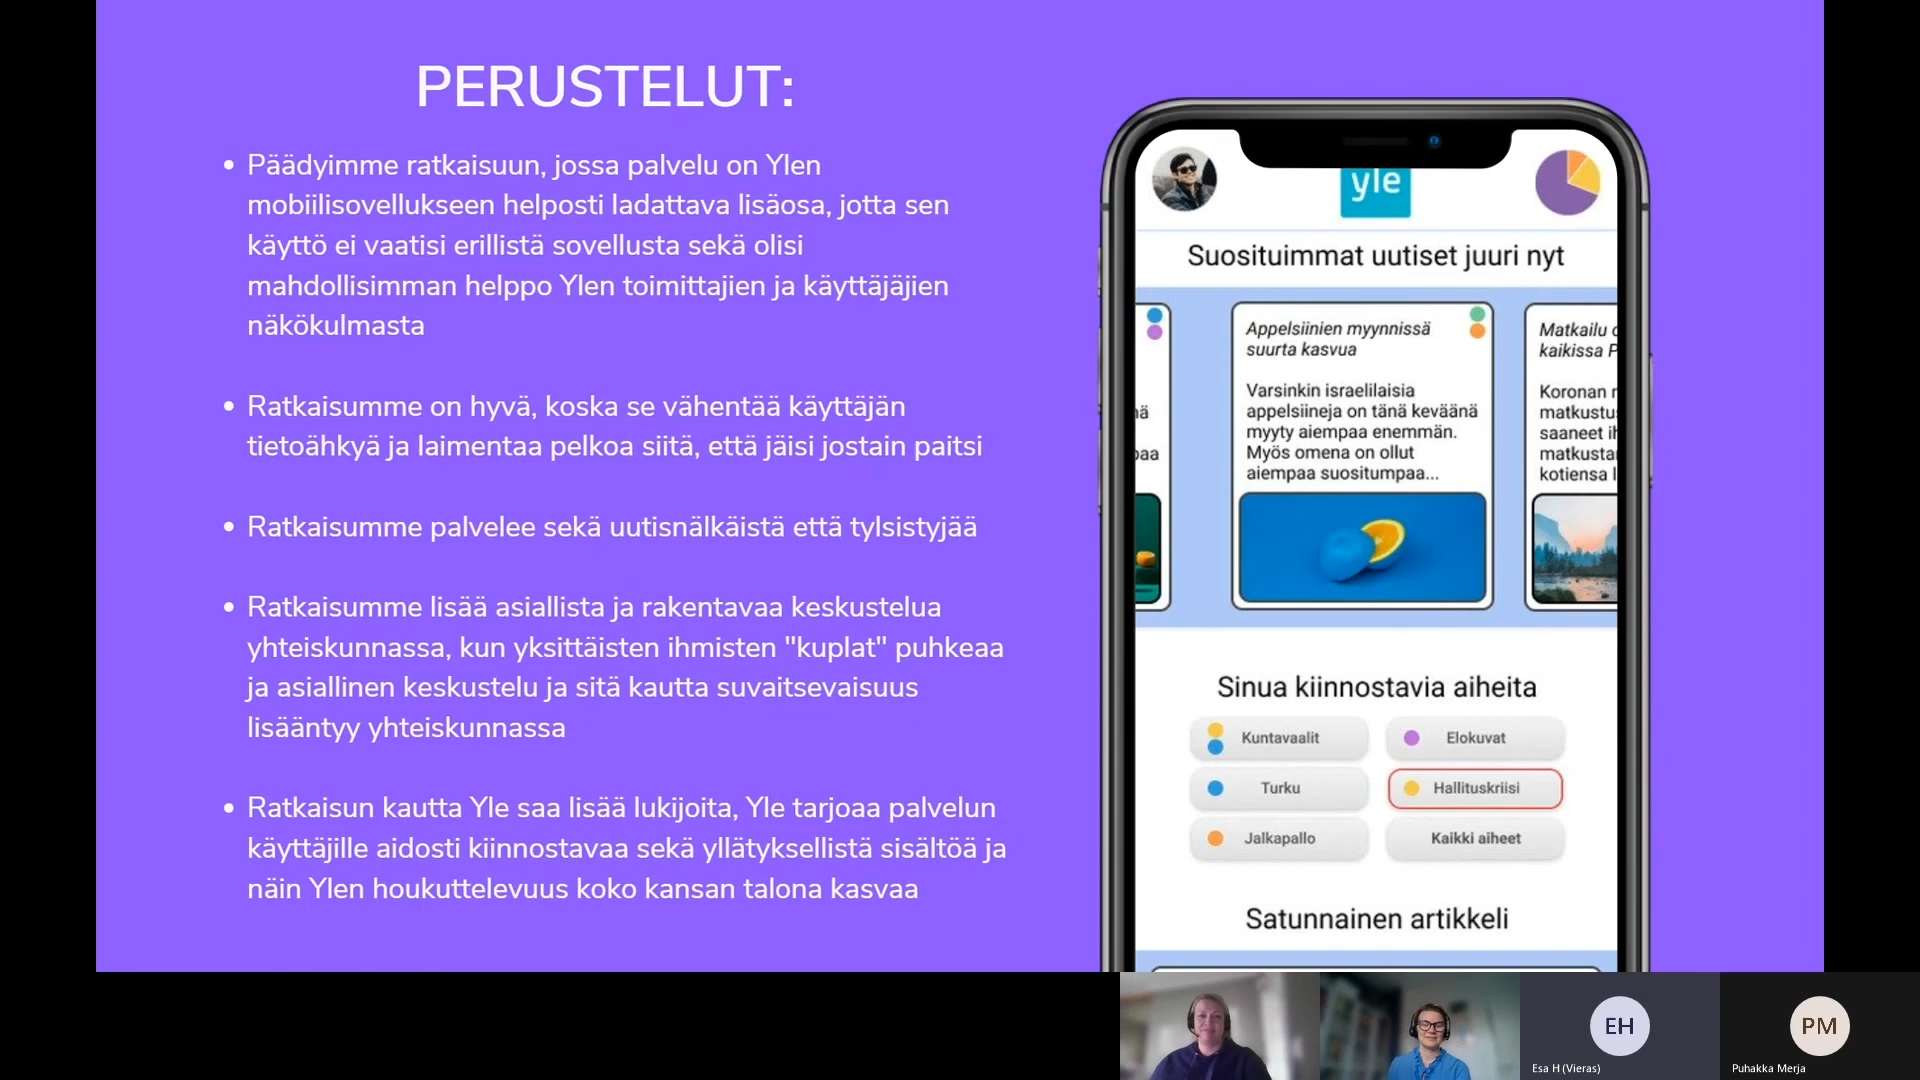 PERUSTELUT:
• Päädyimme ratkaisuun, jossa palvelu on Ylen
mobiilisovellukseen helposti ladattava lisäosa, jotta sen
käyttö ei vaatisi erillistä sovellusta sekä olisi
mahdollisimman helppo Ylen toimittajien ja käyttäjäjien
näkökulmasta
• Ratkaisumme on hyvä, koska se vähentää käyttäjän
tietoähkyä ja laimentaa pelkoa siitä, että jäisi jostain paitsi
• Ratkaisumme palvelee sekä uutisnälkäistä että tylsistyjää
• Ratkaisumme lisää asiallista ja rakentavaa keskustelua
yhteiskunnassa, kun yksittäisten ihmisten "kuplat" puhkeaa
ja asiallinen keskustelu ja sitä kautta suvaitsevaisuus
lisääntyy yhteiskunnassa
• Ratkaisun kautta Yle saa lisää lukijoita, Yle tarjoaa palvelun
käyttäjille aidosti kiinnostavaa sekä yllätyksellistä sisältöä ja
näin Ylen houkuttelevuus koko kansan talona kasvaa
yle
Suosituimmat uutiset juuri nyt
Appelsiinien myynnissä
suurta kasvua
Varsinkin israelilaisia
appelsiineja on tänä keväänä
myyty aiempaa enemmän.
Myös omena on ollut
aiempaa suositumpaa...
Matkailu
kaikissa
Koronan
saaneet
kotiensa
Sinua kiinnostavia aiheita
Kuntavaalit
Elokuvat
Turku
Hallituskriisi
Jalkapallo
Kaikki aiheet
Satunnainen artikkeli
EH
Esa H (Vieras)
PM
Puhakka Merja